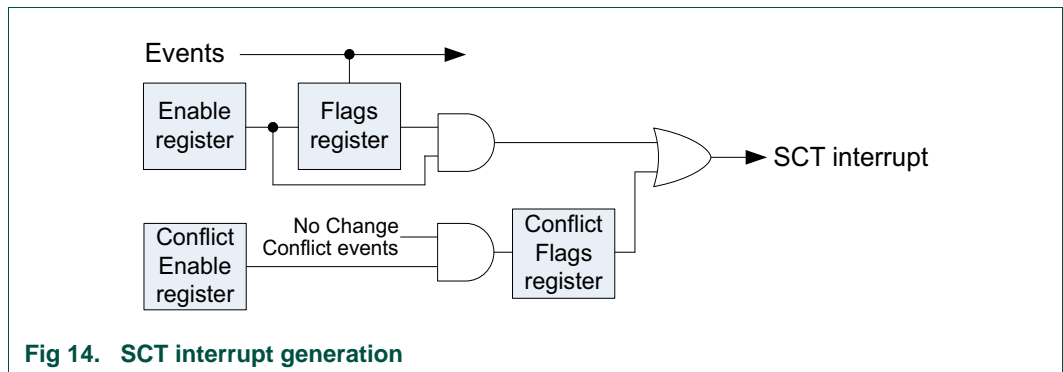 Events
Enable
register
Flags
register
SCT interrupt
No Change
Conflict events
Conflict
Enable
register
Conflict
Flags
register
Fig 14. SCT interrupt generation